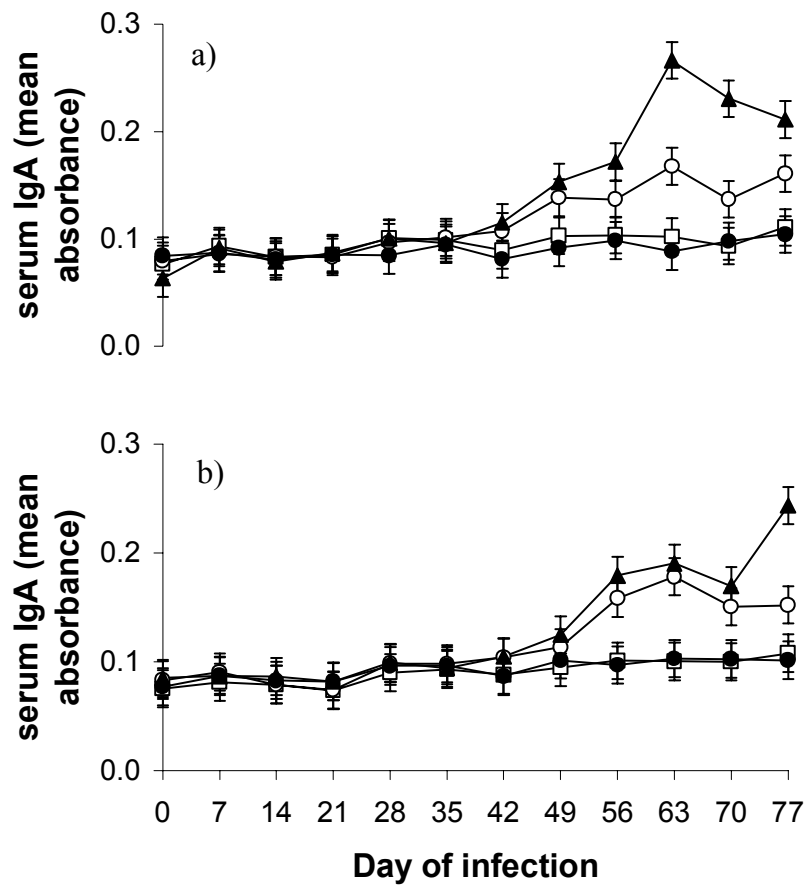 0.3
a)
0.2
0.1
0.0
serum IgA (mean
absorbance)
0.3
b)
0.2
0.1
0.0
serum IgA (mean
absorbance)
0 7 14 21 28 35 42 49 56 63 70 77
Day of infection